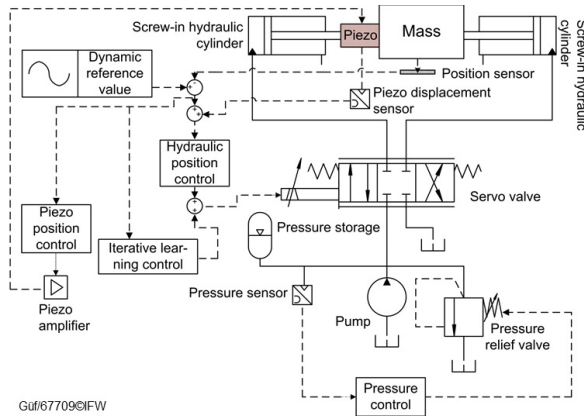 Screw-in hydraulic
cylinder
Piezo
Mass
Screw-in hydraulic
cylinder
Dynamic
reference
value
Position sensor
Piezo displacement
sensor
Hydraulic
position
control
Servo valve
Piezo
position
control
Iterative lear-
ning control
Pressure storage
Pressure sensor
Piezo
amplifier
Pump
Pressure
relief valve
Pressure
control
Güf/67709©IFW